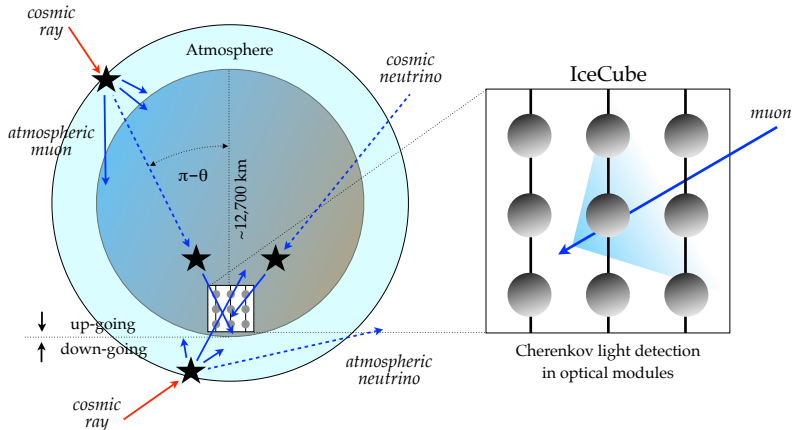 cosmic
ray
Atmosphere
cosmic
neutrino
IceCube
muon
atmospheric
muon
π−θ
~12,700 km
up-going
down-going
atmospheric
neutrino
cosmic
ray
Cherenkov light detection
in optical modules